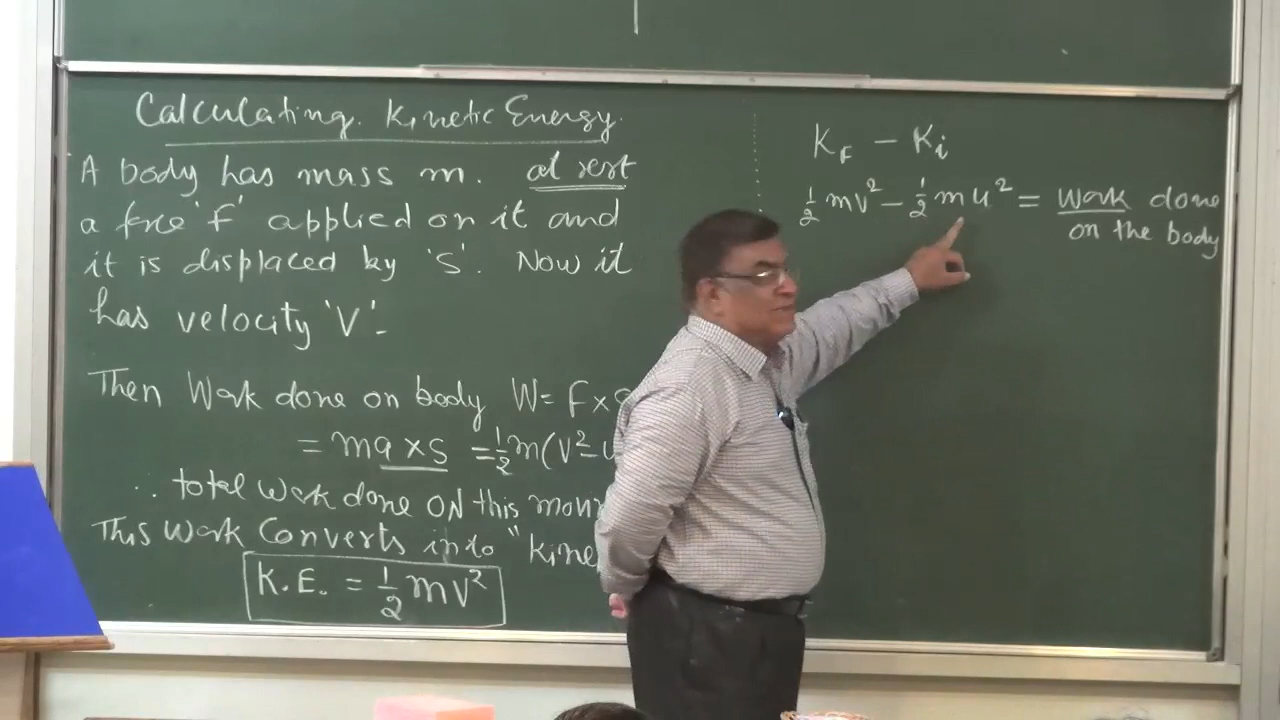 Calculating Kinetic Energy.
A body has mass m. at rest
a force 'F' applied on it and
it is displaced by 'S'. Now it
has velocity 'V'-
Then Work done on body W= F×
= ma×s =½m(V²-
∴ total work done ON this
This Work Converts into "
K.E. = ½mv²
K_F - K_i
½mv² - ½mu² = Work done
on the body